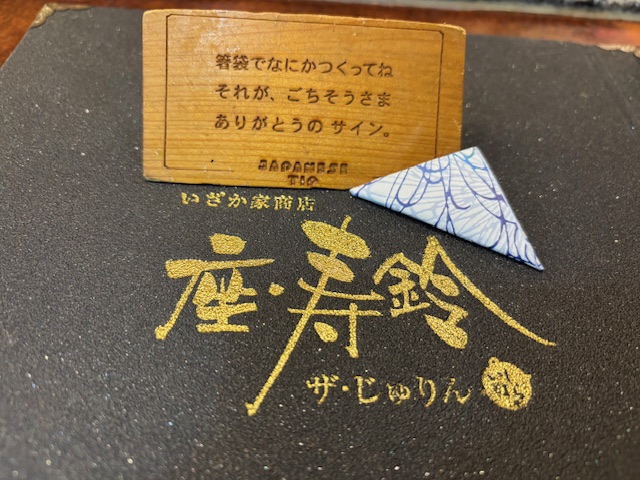 箸袋でなにかつくってね
それが、ごちそうさま
ありがとうの サイン。
JAPANESE
TIP
いざか家商店
座・寿鈴
ザ・じゅりん